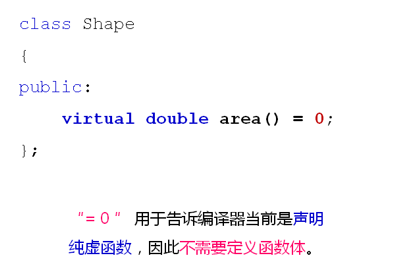 class Shape
{
public:
    virtual double area() = 0;
};
“= 0 ” 用于告诉编译器当前是声明
纯虚函数，因此不需要定义函数体。